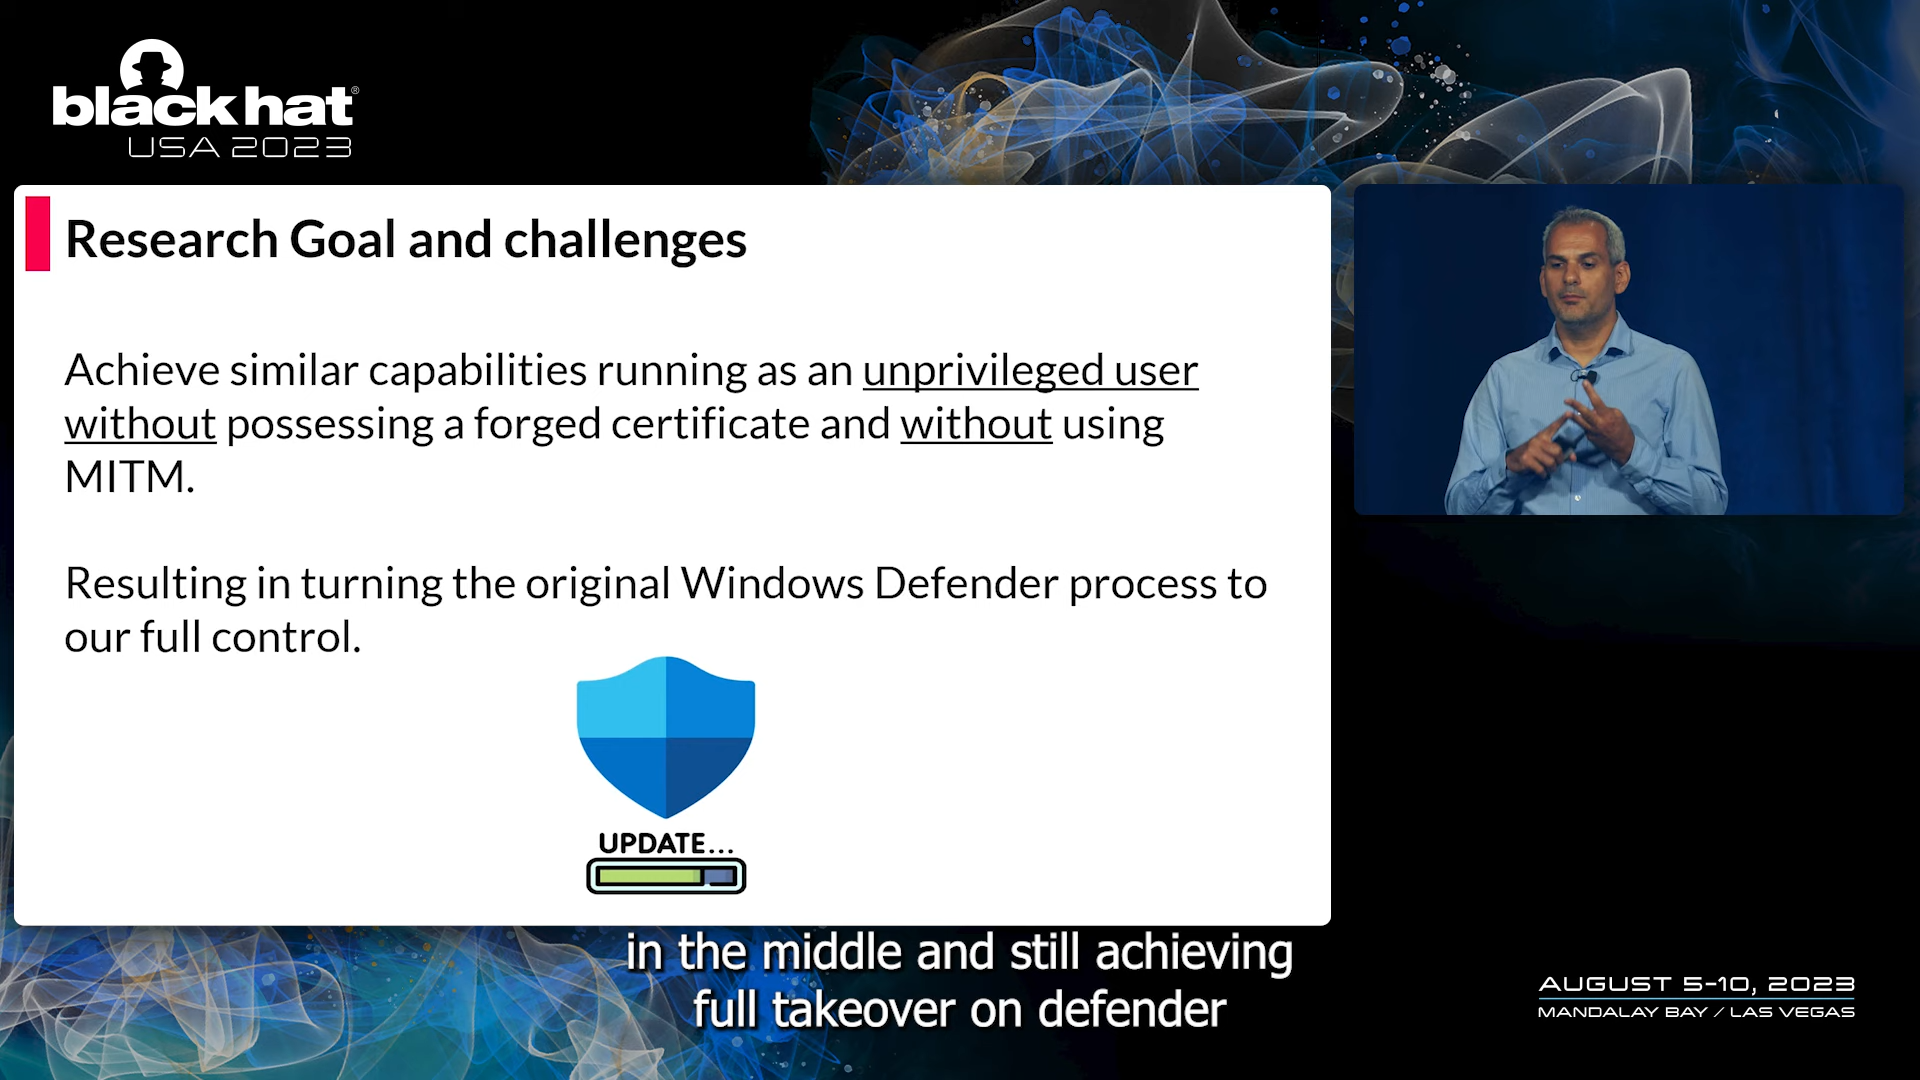 black hat®
USA 2023
Research Goal and challenges
Achieve similar capabilities running as an unprivileged user
without possessing a forged certificate and without using
MITM.
Resulting in turning the original Windows Defender process to
our full control.
UPDATE...
in the middle and still achieving
full takeover on defender
AUGUST 5-10, 2023
MANDALAY BAY / LAS VEGAS